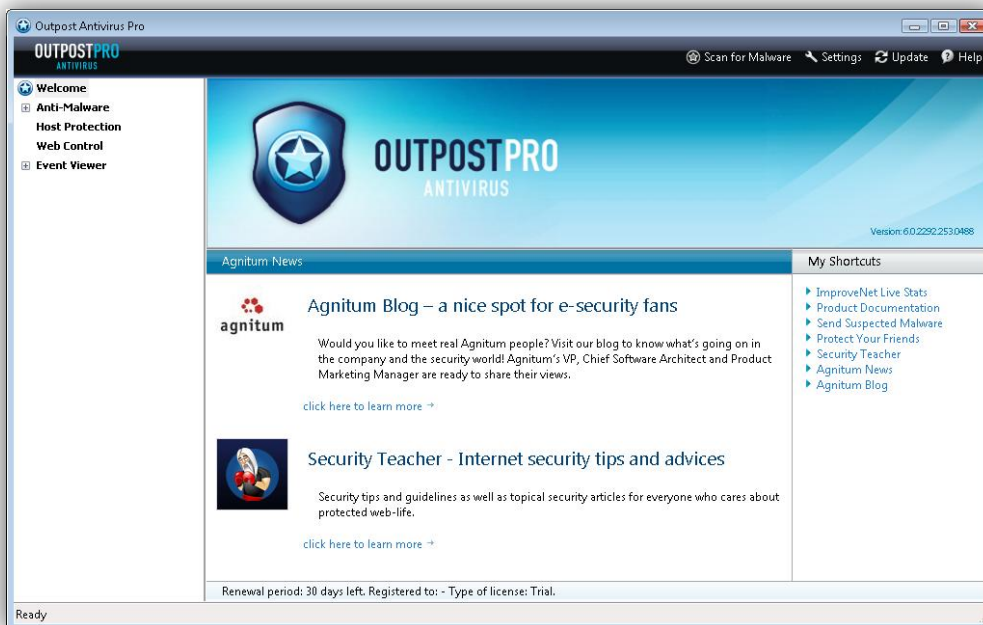 Outpost Antivirus Pro
OUTPOSTPRO
ANTIVIRUS
Scan for Malware Settings Update Help
Welcome
Anti-Malware
Host Protection
Web Control
Event Viewer
OUTPOSTPRO
ANTIVIRUS
Version: 6.0.2292.253.0488
Agnitum News
My Shortcuts
agnitum
Agnitum Blog – a nice spot for e-security fans
Would you like to meet real Agnitum people? Visit our blog to know what's going on in
the company and the security world! Agnitum's VP, Chief Software Architect and Product
Marketing Manager are ready to share their views.
click here to learn more →
Security Teacher - Internet security tips and advices
Security tips and guidelines as well as topical security articles for everyone who cares about
protected web-life.
click here to learn more →
ImproveNet Live Stats
Product Documentation
Send Suspected Malware
Protect Your Friends
Security Teacher
Agnitum News
Agnitum Blog
Renewal period: 30 days left. Registered to: - Type of license: Trial.
Ready